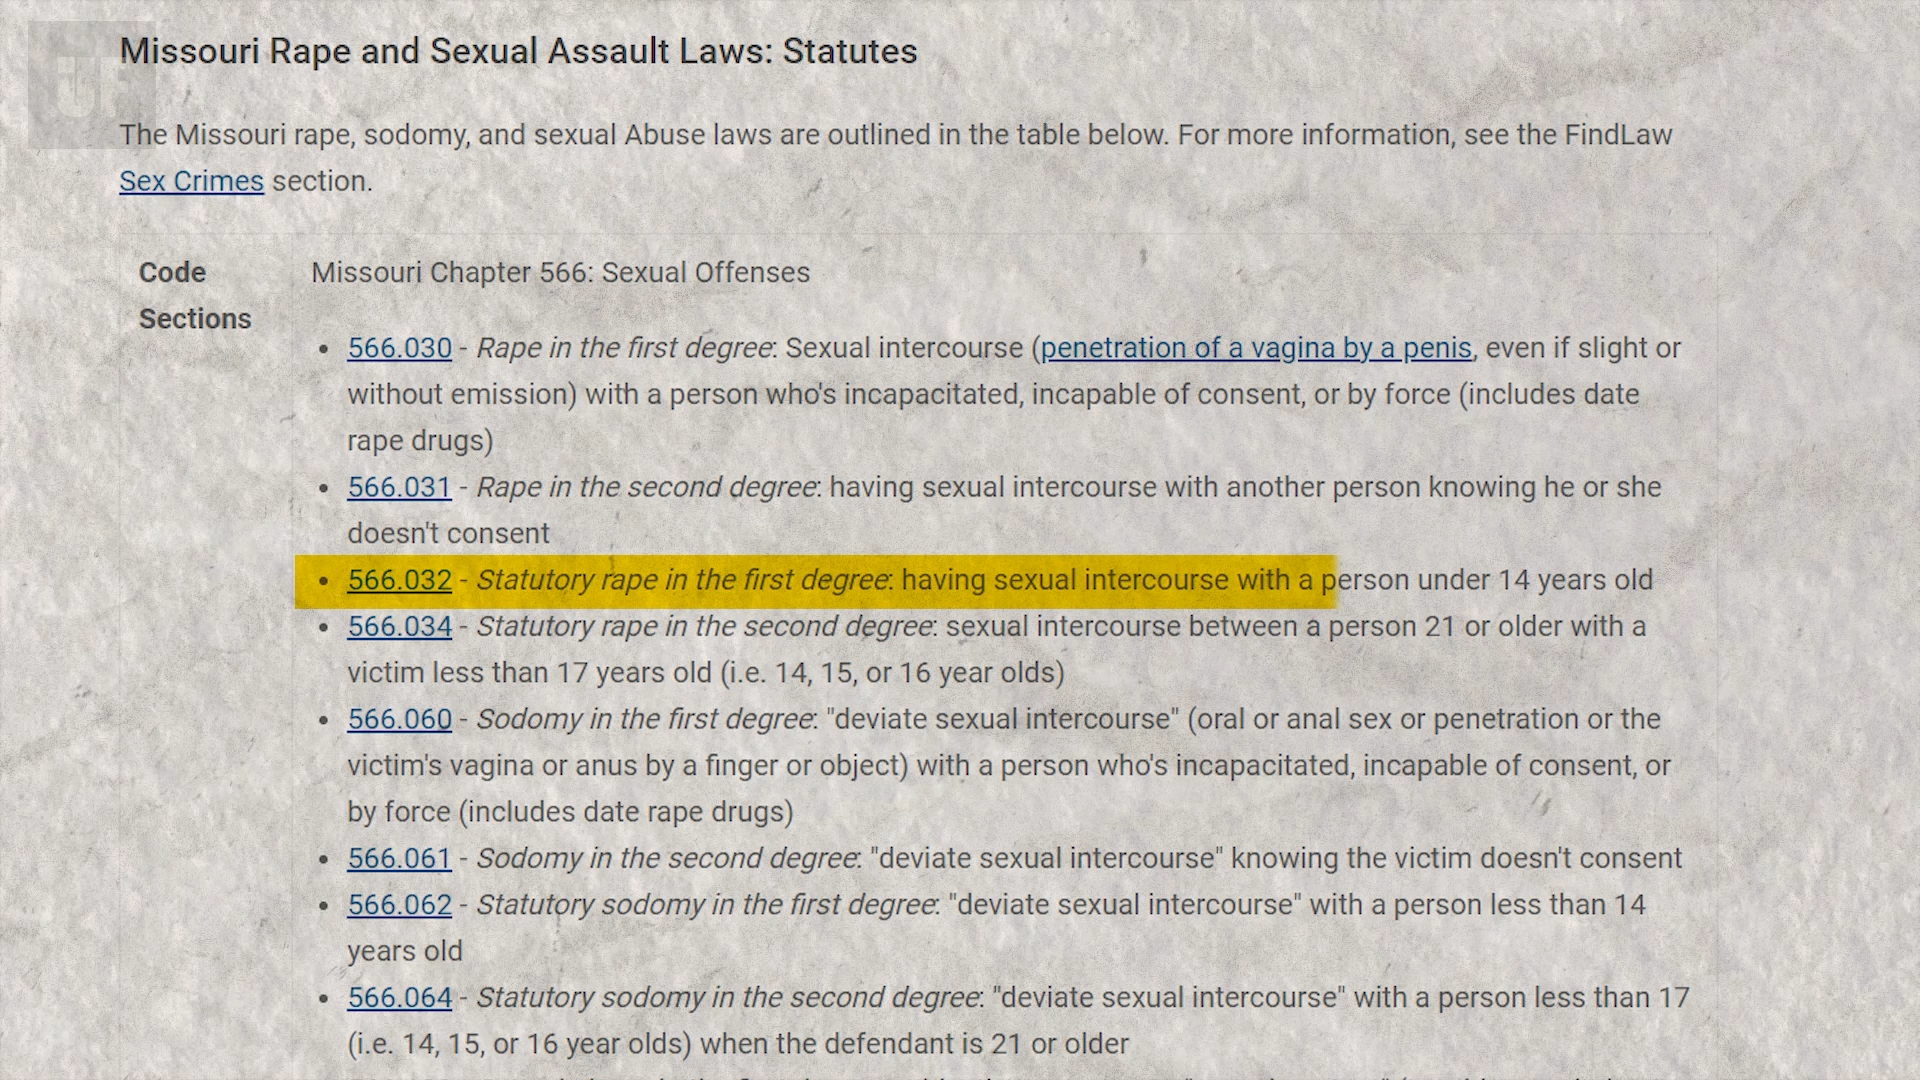 Missouri Rape and Sexual Assault Laws: Statutes
The Missouri rape, sodomy, and sexual Abuse laws are outlined in the table below. For more information, see the FindLaw
Sex Crimes section.
Code
Sections
Missouri Chapter 566: Sexual Offenses
• 566.030 - Rape in the first degree: Sexual intercourse (penetration of a vagina by a penis, even if slight or
without emission) with a person who's incapacitated, incapable of consent, or by force (includes date
rape drugs)
• 566.031 - Rape in the second degree: having sexual intercourse with another person knowing he or she
doesn't consent
• 566.032 - Statutory rape in the first degree: having sexual intercourse with a person under 14 years old
• 566.034 - Statutory rape in the second degree: sexual intercourse between a person 21 or older with a
victim less than 17 years old (i.e. 14, 15, or 16 year olds)
• 566.060 - Sodomy in the first degree: "deviate sexual intercourse" (oral or anal sex or penetration or the
victim's vagina or anus by a finger or object) with a person who's incapacitated, incapable of consent, or
by force (includes date rape drugs)
• 566.061 - Sodomy in the second degree: "deviate sexual intercourse" knowing the victim doesn't consent
• 566.062 - Statutory sodomy in the first degree: "deviate sexual intercourse" with a person less than 14
years old
• 566.064 - Statutory sodomy in the second degree: "deviate sexual intercourse" with a person less than 17
(i.e. 14, 15, or 16 year olds) when the defendant is 21 or older